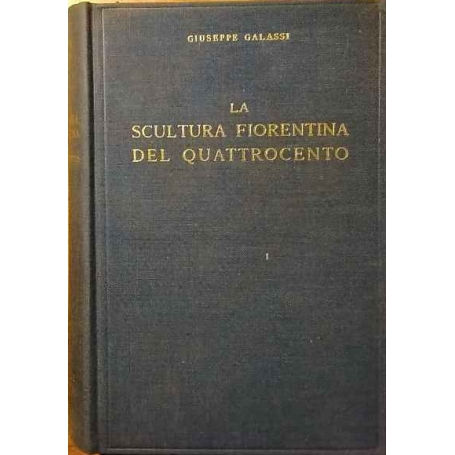 GIUSEPPE GALASSI
LA
SCULTURA FIORENTINA
DEL QUATTROCENTO